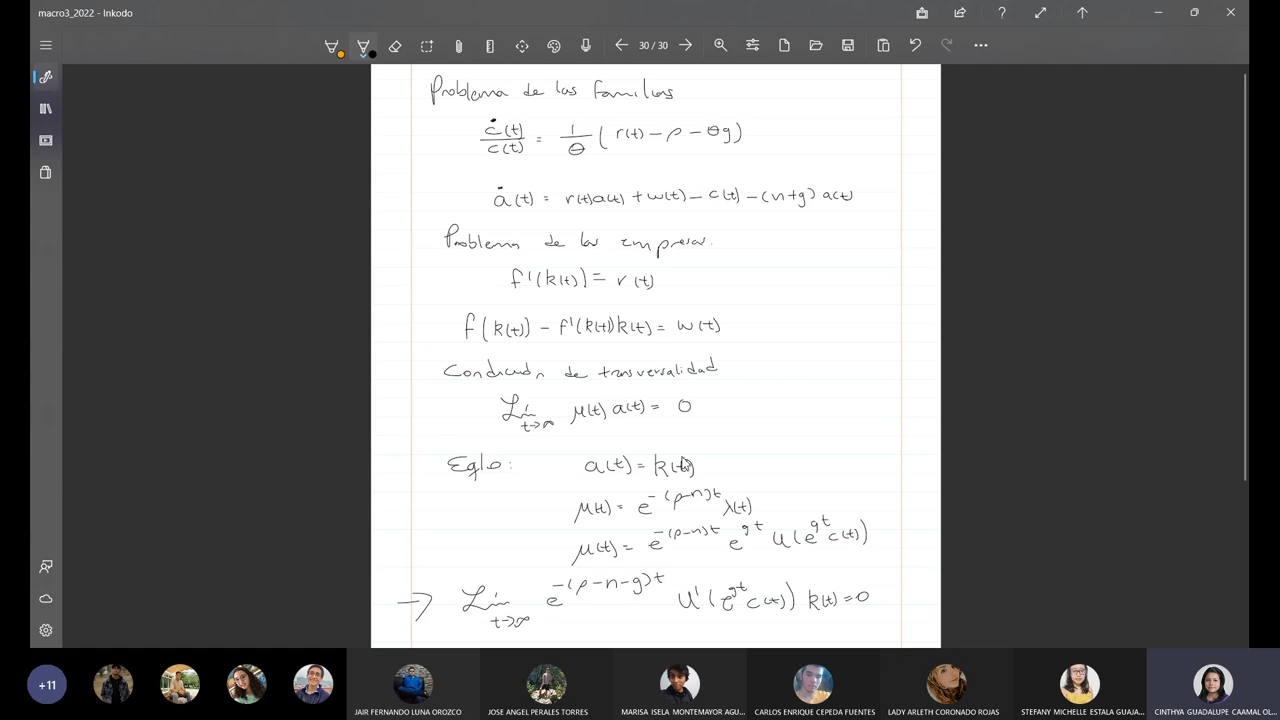 macro3_2022 - Inkodo
30 / 30
Problema de las familias
ċ(t)/c(t) = 1/θ (r(t) - ρ - θg)
ȧ(t) = r(t)a(t) + w(t) - c(t) - (n+g) a(t)
Problema de las empresas.
f'(k(t)) = r(t)
f(k(t)) - f'(k(t))k(t) = w(t)
Condición de transversalidad
Lim t→∞ μ(t) a(t) = 0
Eqlo: a(t) = k(t)
μ(t) = e^-(ρ-n)t λ(t)
μ(t) = e^-(ρ-n)t e^gt u(e^gt c(t))
→ Lim t→∞ e^-(ρ-n-g)t u'(e^gt c(t)) k(t) = 0
+11
JAIR FERNANDO LUNA OROZCO
JOSE ANGEL PERALES TORRES
MARISA ISELA MONTEMAYOR AGU...
CARLOS ENRIQUE CEPEDA FUENTES
LADY ARLETH CORONADO ROJAS
STEFANY MICHELLE ESTALA GUAJA...
CINTHYA GUADALUPE CAAMAL OL...